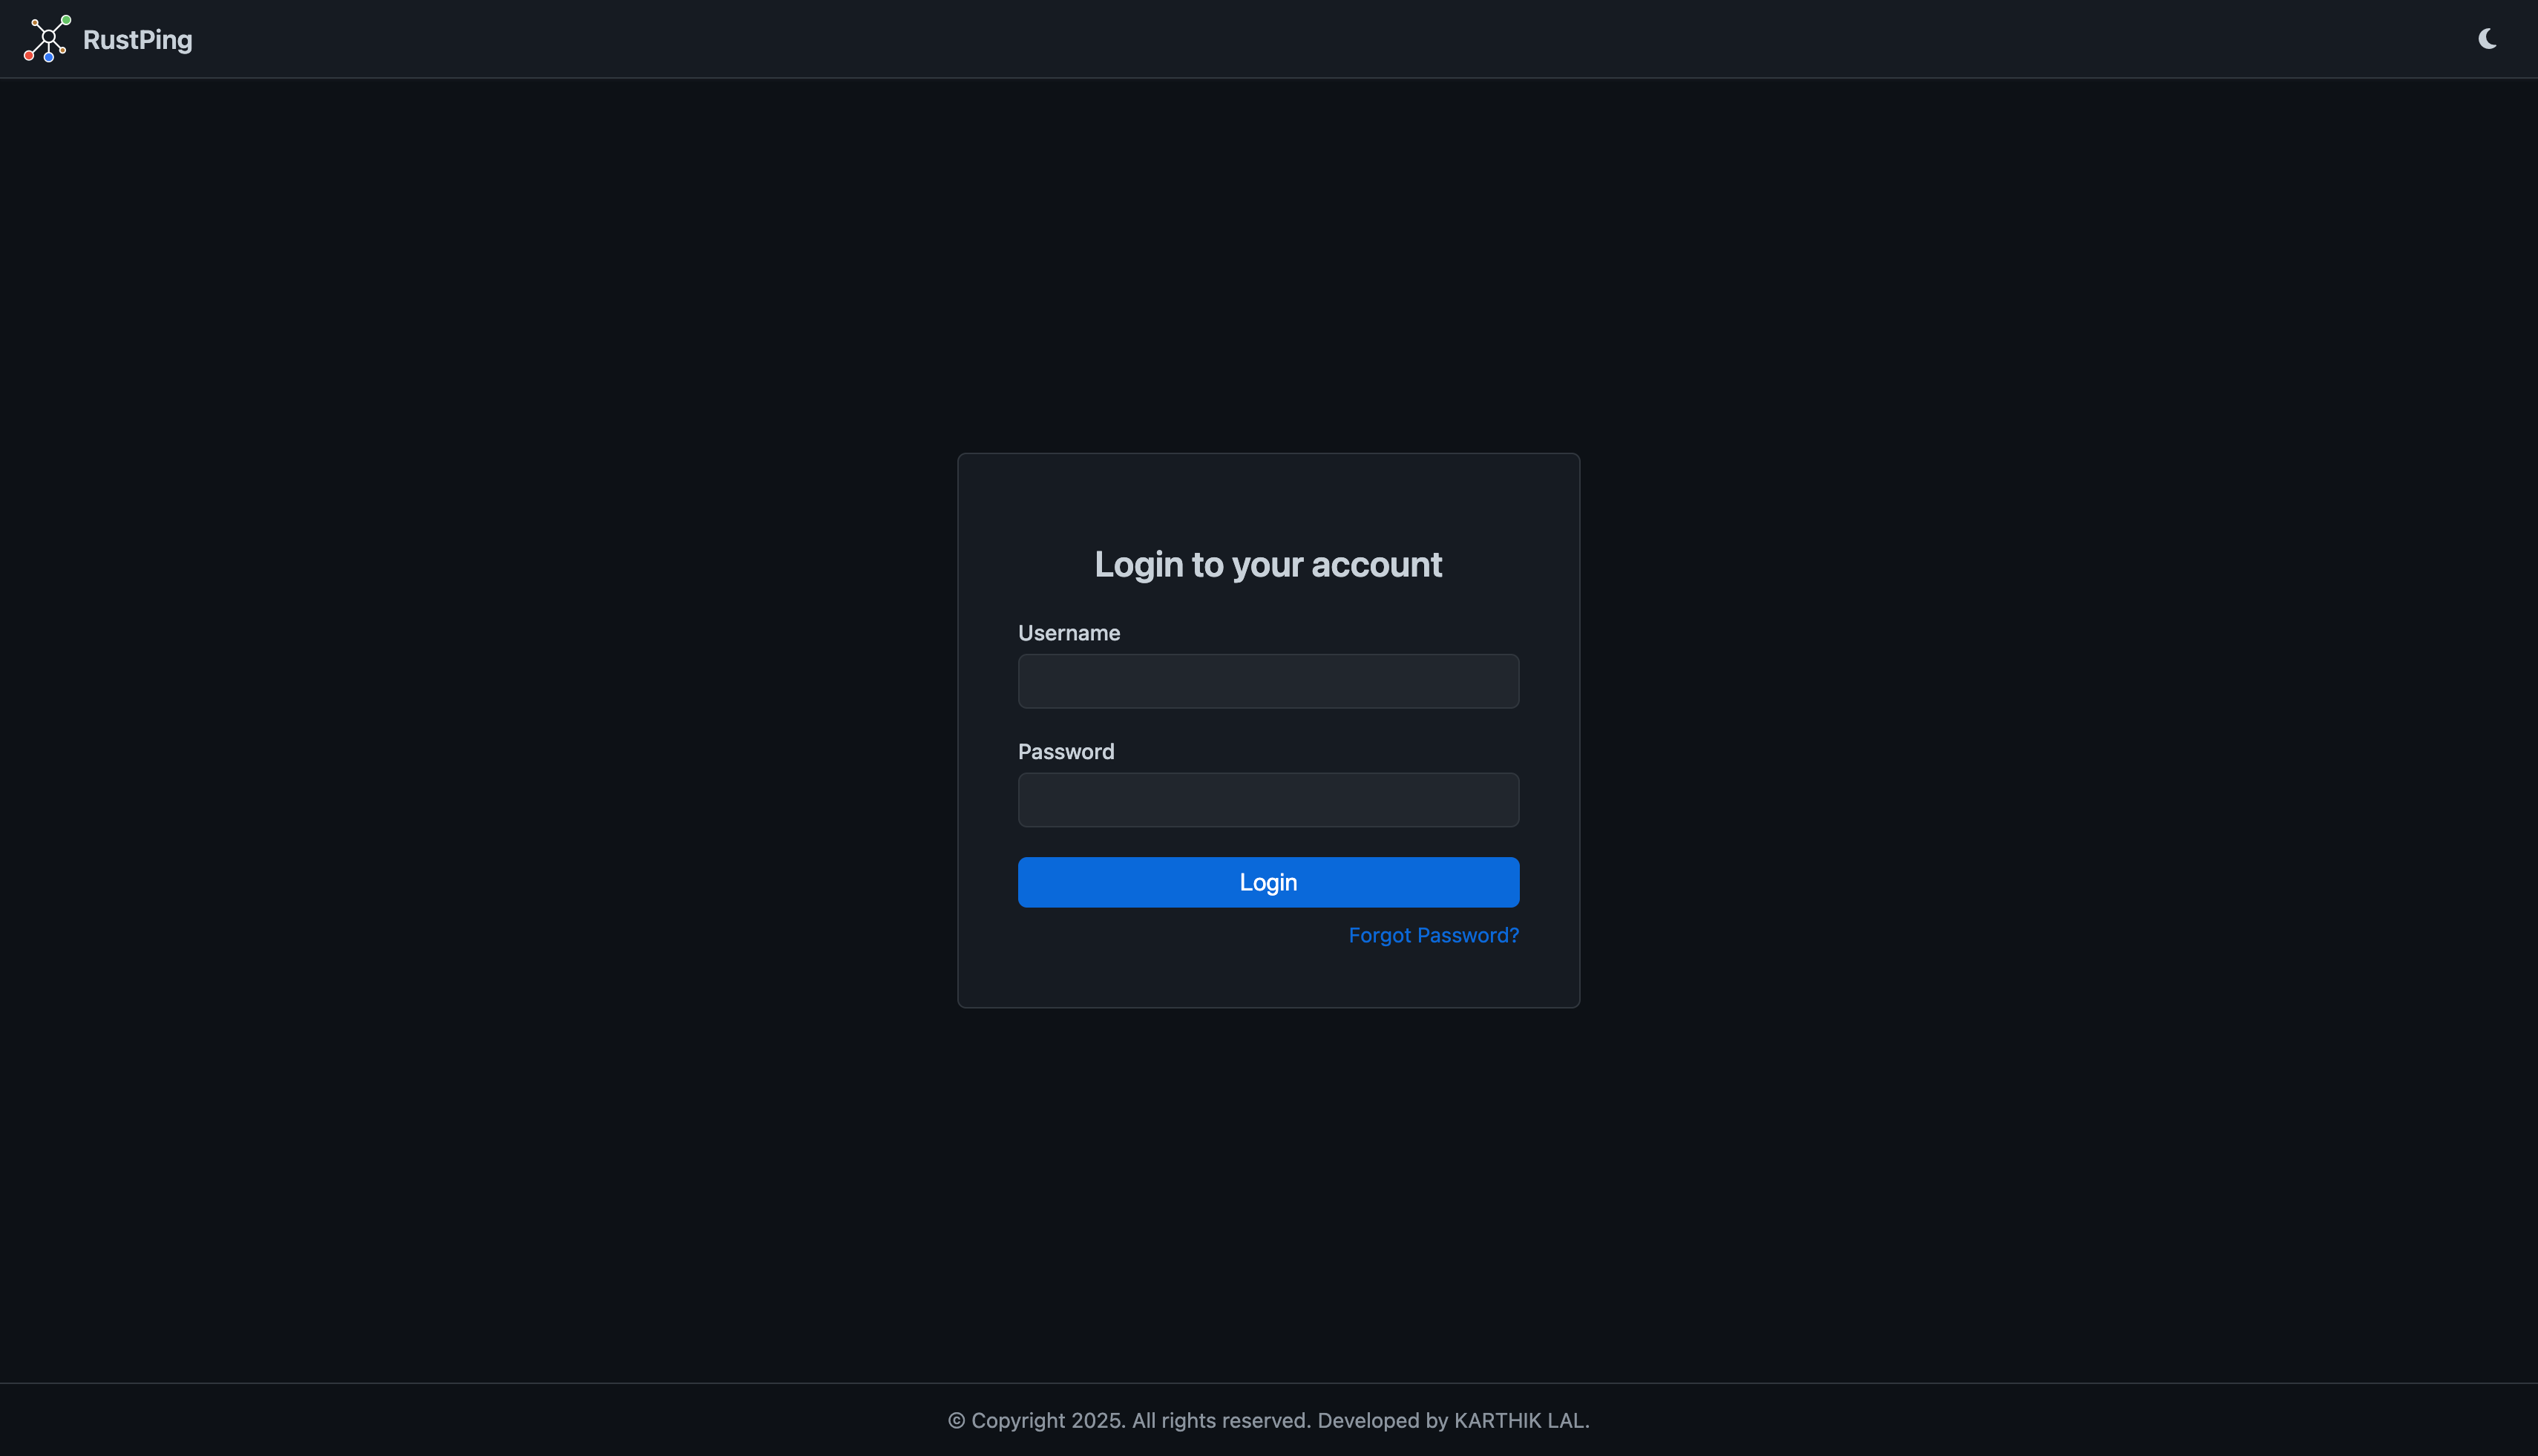 RustPing
Login to your account
Username
Password
Login
Forgot Password?
© Copyright 2025. All rights reserved. Developed by KARTHIK LAL.